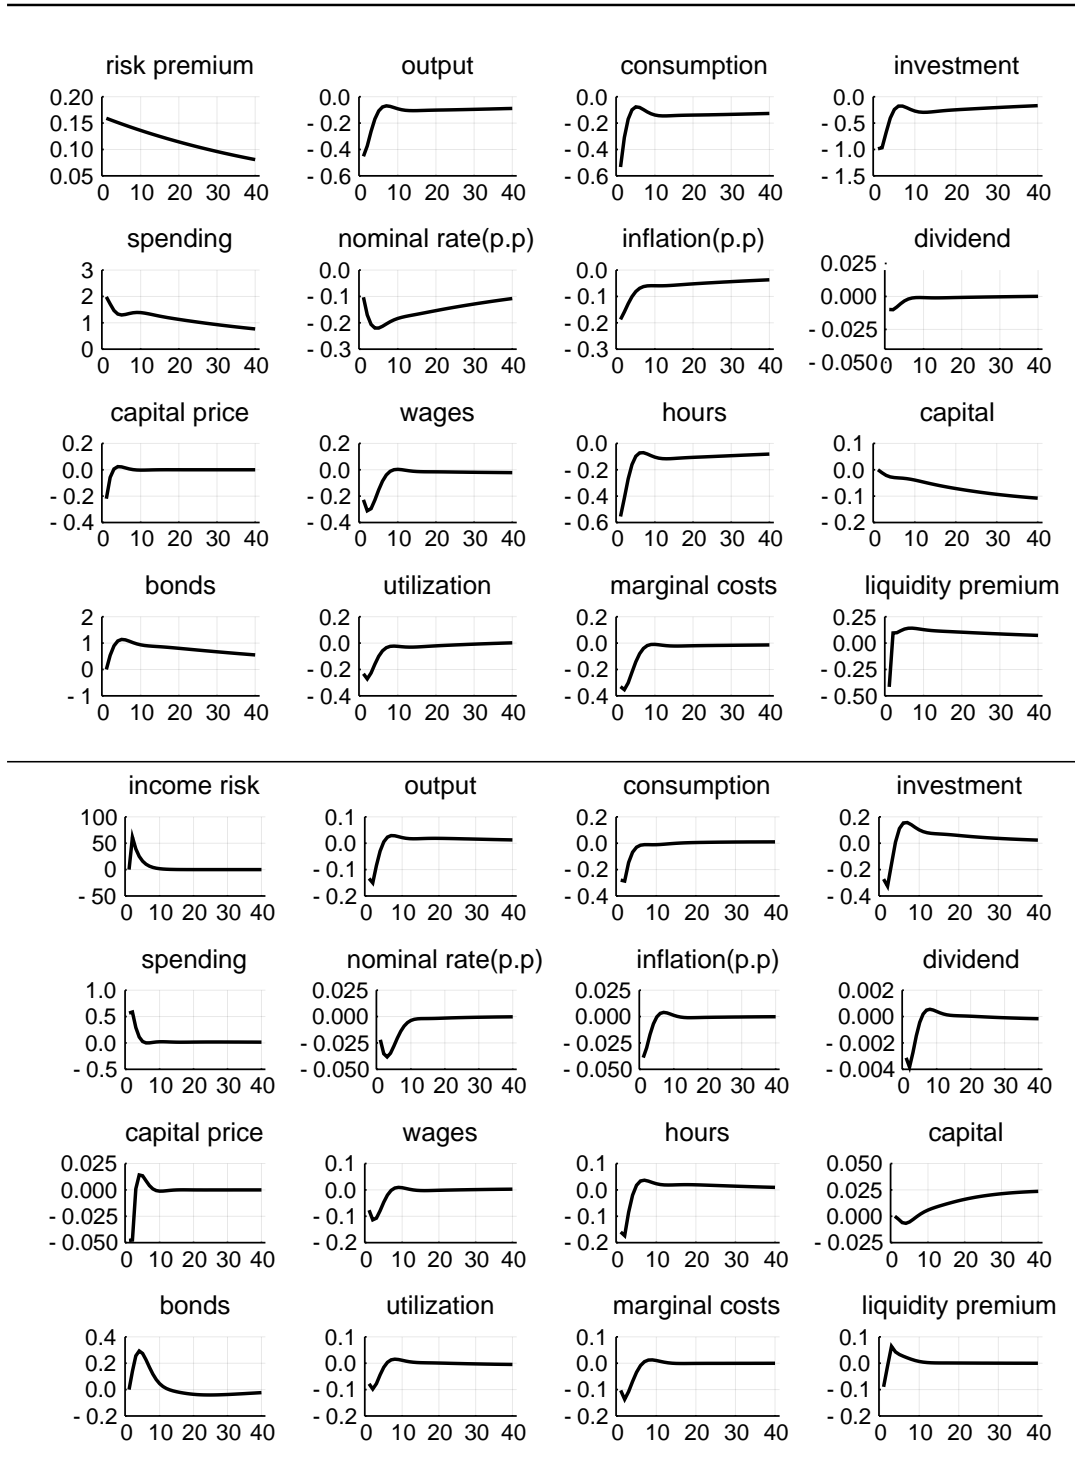 risk premium output consumption investment
0.20 0.0 0.0 0.0
0.15 - 0.2 - 0.2 - 0.5
0.10 - 0.4 - 0.4 - 1.0
0.05 - 0.6 - 0.6 - 1.5
0 10 20 30 40 0 10 20 30 40 0 10 20 30 40 0 10 20 30 40
spending nominal rate(p.p) inflation(p.p) dividend
3 0.0 0.0 0.025
2 - 0.1 - 0.1 0.000
1 - 0.2 - 0.2 - 0.025
0 - 0.3 - 0.3 - 0.050
0 10 20 30 40 0 10 20 30 40 0 10 20 30 40 0 10 20 30 40
capital price wages hours capital
0.2 0.2 0.0 0.1
0.0 0.0 - 0.2 0.0
- 0.2 - 0.2 - 0.4 - 0.1
- 0.4 - 0.4 - 0.6 - 0.2
0 10 20 30 40 0 10 20 30 40 0 10 20 30 40 0 10 20 30 40
bonds utilization marginal costs liquidity premium
2 0.2 0.2 0.25
1 0.0 0.0 0.00
0 - 0.2 - 0.2 - 0.25
- 1 - 0.4 - 0.4 - 0.50
0 10 20 30 40 0 10 20 30 40 0 10 20 30 40 0 10 20 30 40
income risk output consumption investment
100 0.1 0.2 0.2
50 0.0 0.0 0.0
0 - 0.1 - 0.2 - 0.2
- 50 - 0.2 - 0.4 - 0.4
0 10 20 30 40 0 10 20 30 40 0 10 20 30 40 0 10 20 30 40
spending nominal rate(p.p) inflation(p.p) dividend
1.0 0.025 0.025 0.002
0.5 0.000 0.000 0.000
0.0 - 0.025 - 0.025 - 0.002
- 0.5 - 0.050 - 0.050 - 0.004
0 10 20 30 40 0 10 20 30 40 0 10 20 30 40 0 10 20 30 40
capital price wages hours capital
0.025 0.1 0.1 0.050
0.000 0.0 0.0 0.025
- 0.025 - 0.1 - 0.1 0.000
- 0.050 - 0.2 - 0.2 - 0.025
0 10 20 30 40 0 10 20 30 40 0 10 20 30 40 0 10 20 30 40
bonds utilization marginal costs liquidity premium
0.4 0.1 0.1 0.1
0.2 0.0 0.0 0.0
0.0 - 0.1 - 0.1 - 0.1
- 0.2 - 0.2 - 0.2 - 0.2
0 10 20 30 40 0 10 20 30 40 0 10 20 30 40 0 10 20 30 40